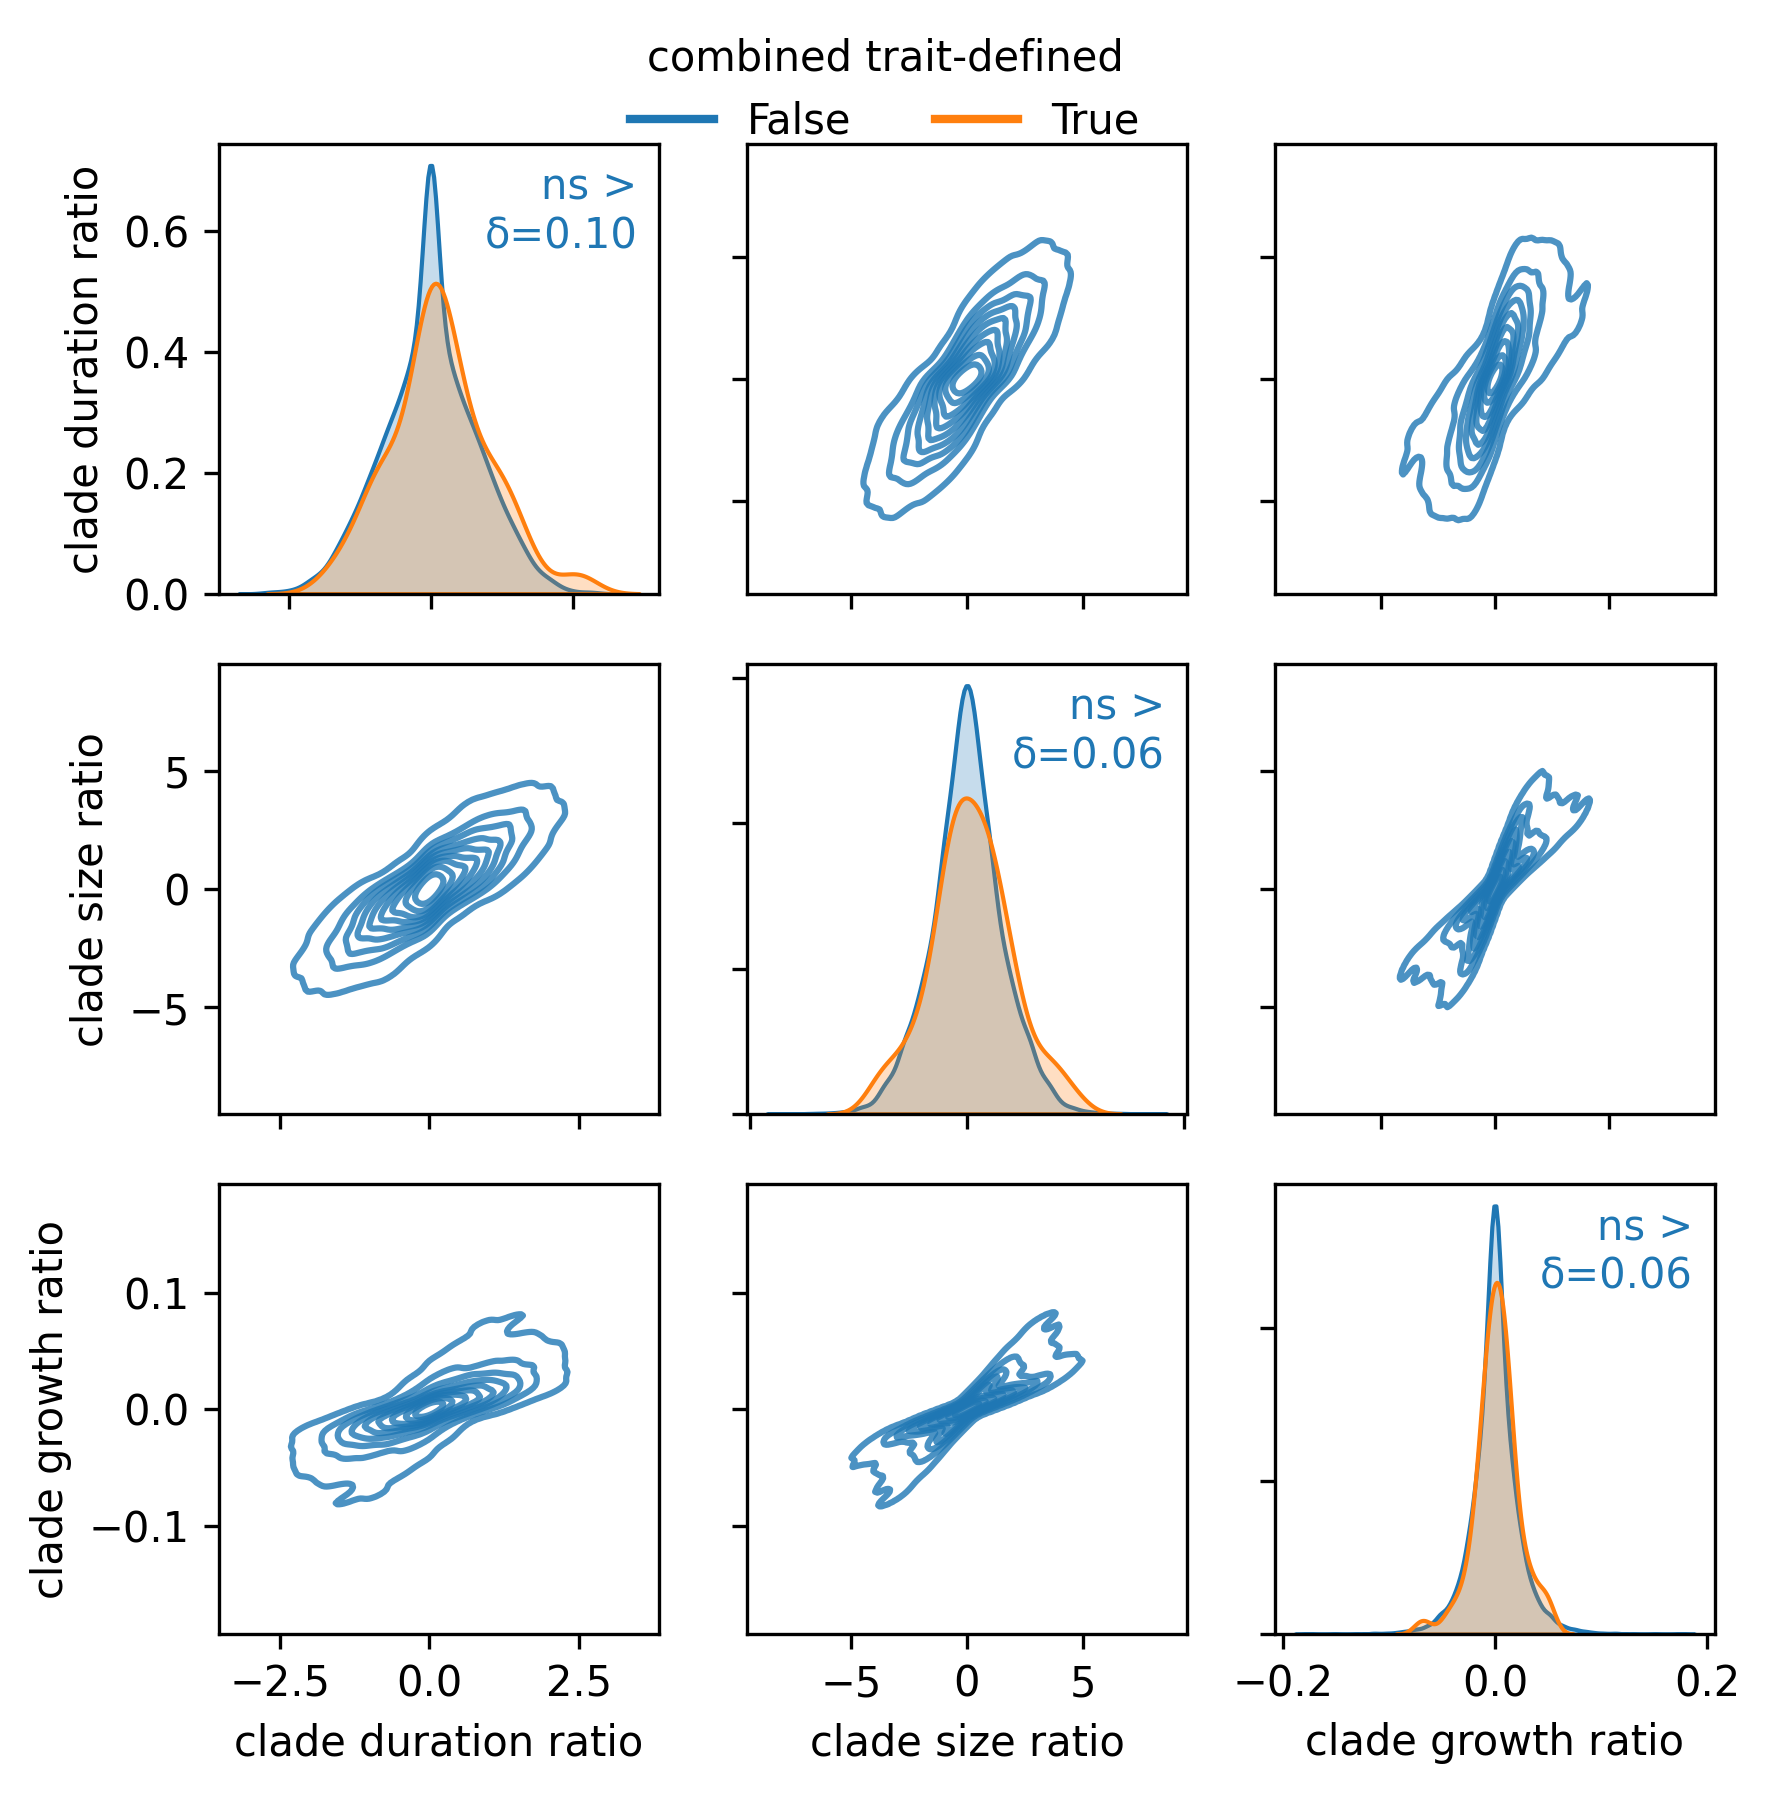 combined trait-defined
False True
clade duration ratio
0.6
0.4
0.2
0.0
ns >
δ=0.10
clade size ratio
5
0
−5
ns >
δ=0.06
clade growth ratio
0.1
0.0
−0.1
ns >
δ=0.06
−2.5 0.0 2.5 −5 0 5 −0.2 0.0 0.2
clade duration ratio clade size ratio clade growth ratio